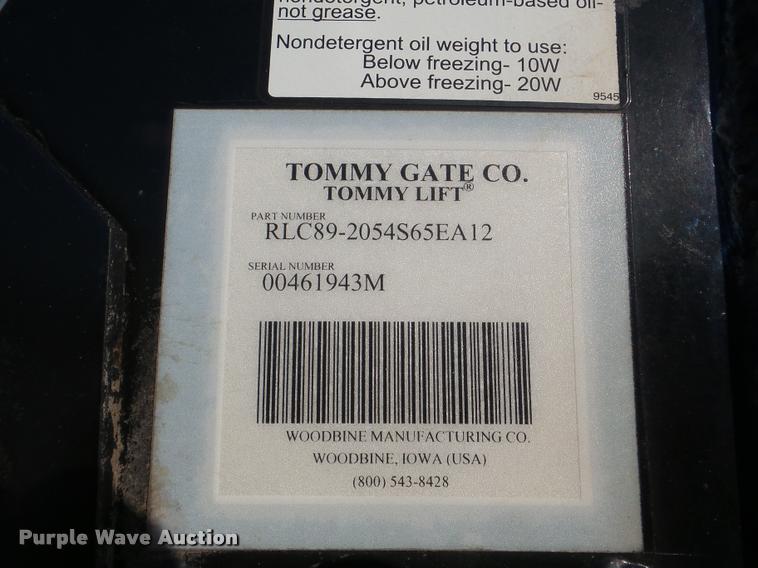 nondetergent, petroleum-based oil-
not grease.
Nondetergent oil weight to use:
Below freezing- 10W
Above freezing- 20W
9545
TOMMY GATE CO.
TOMMY LIFT®
PART NUMBER
RLC89-2054S65EA12
SERIAL NUMBER
00461943M
WOODBINE MANUFACTURING CO.
WOODBINE, IOWA (USA)
(800) 543-8428
Purple Wave Auction